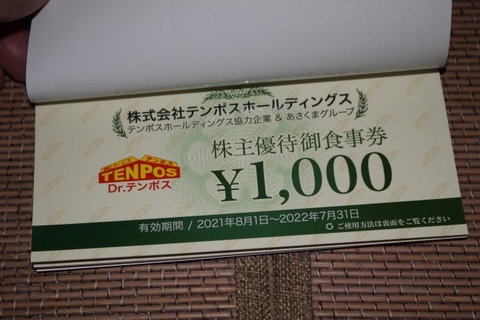 株式会社テンポスホールディングス
テンポスホールディングス協力企業 & あさくまグループ
株主優待御食事券
TENPOS
Dr.テンポス
¥1,000
有効期間 / 2021年8月1日〜2022年7月31日
ご使用方法は裏面をご覧ください